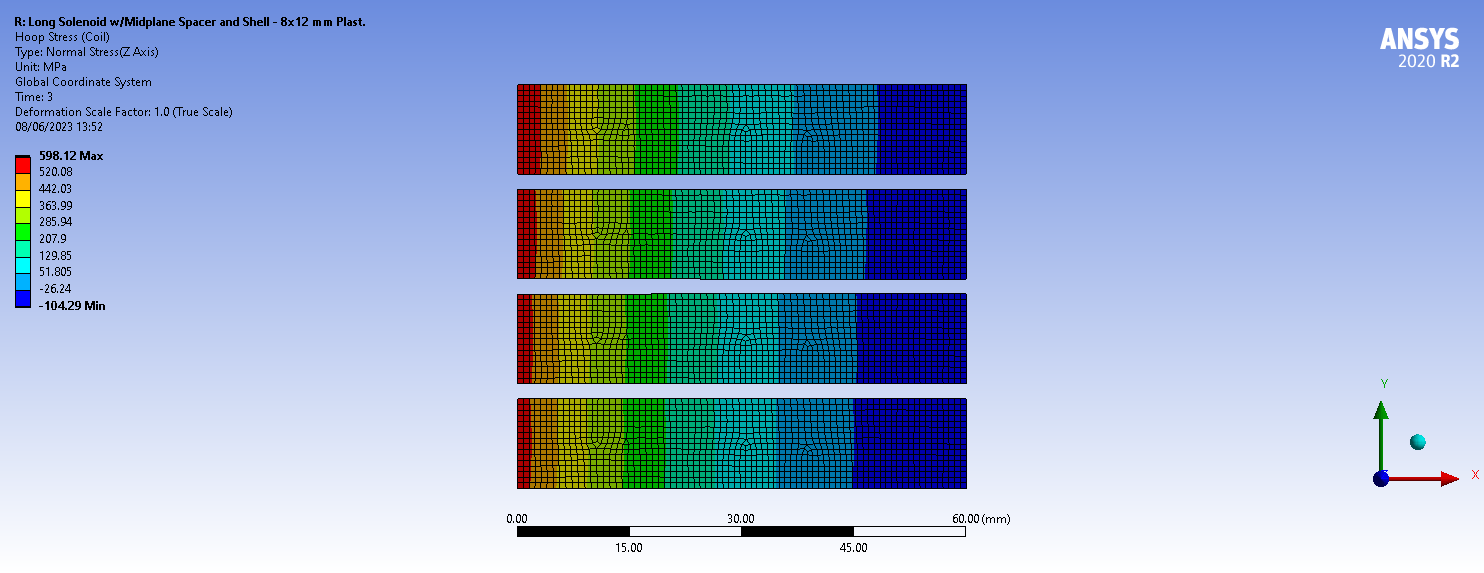 R: Long Solenoid w/Midplane Spacer and Shell - 8x12 mm Plast.
Hoop Stress (Coil)
Type: Normal Stress(Z Axis)
Unit: MPa
Global Coordinate System
Time: 3
Deformation Scale Factor: 1.0 (True Scale)
08/06/2023 13:52
598.12 Max
520.08
442.03
363.99
285.94
207.9
129.85
51.805
-26.24
-104.29 Min
ANSYS
2020 R2
0.00 30.00 60.00 (mm)
15.00 45.00
Y
X